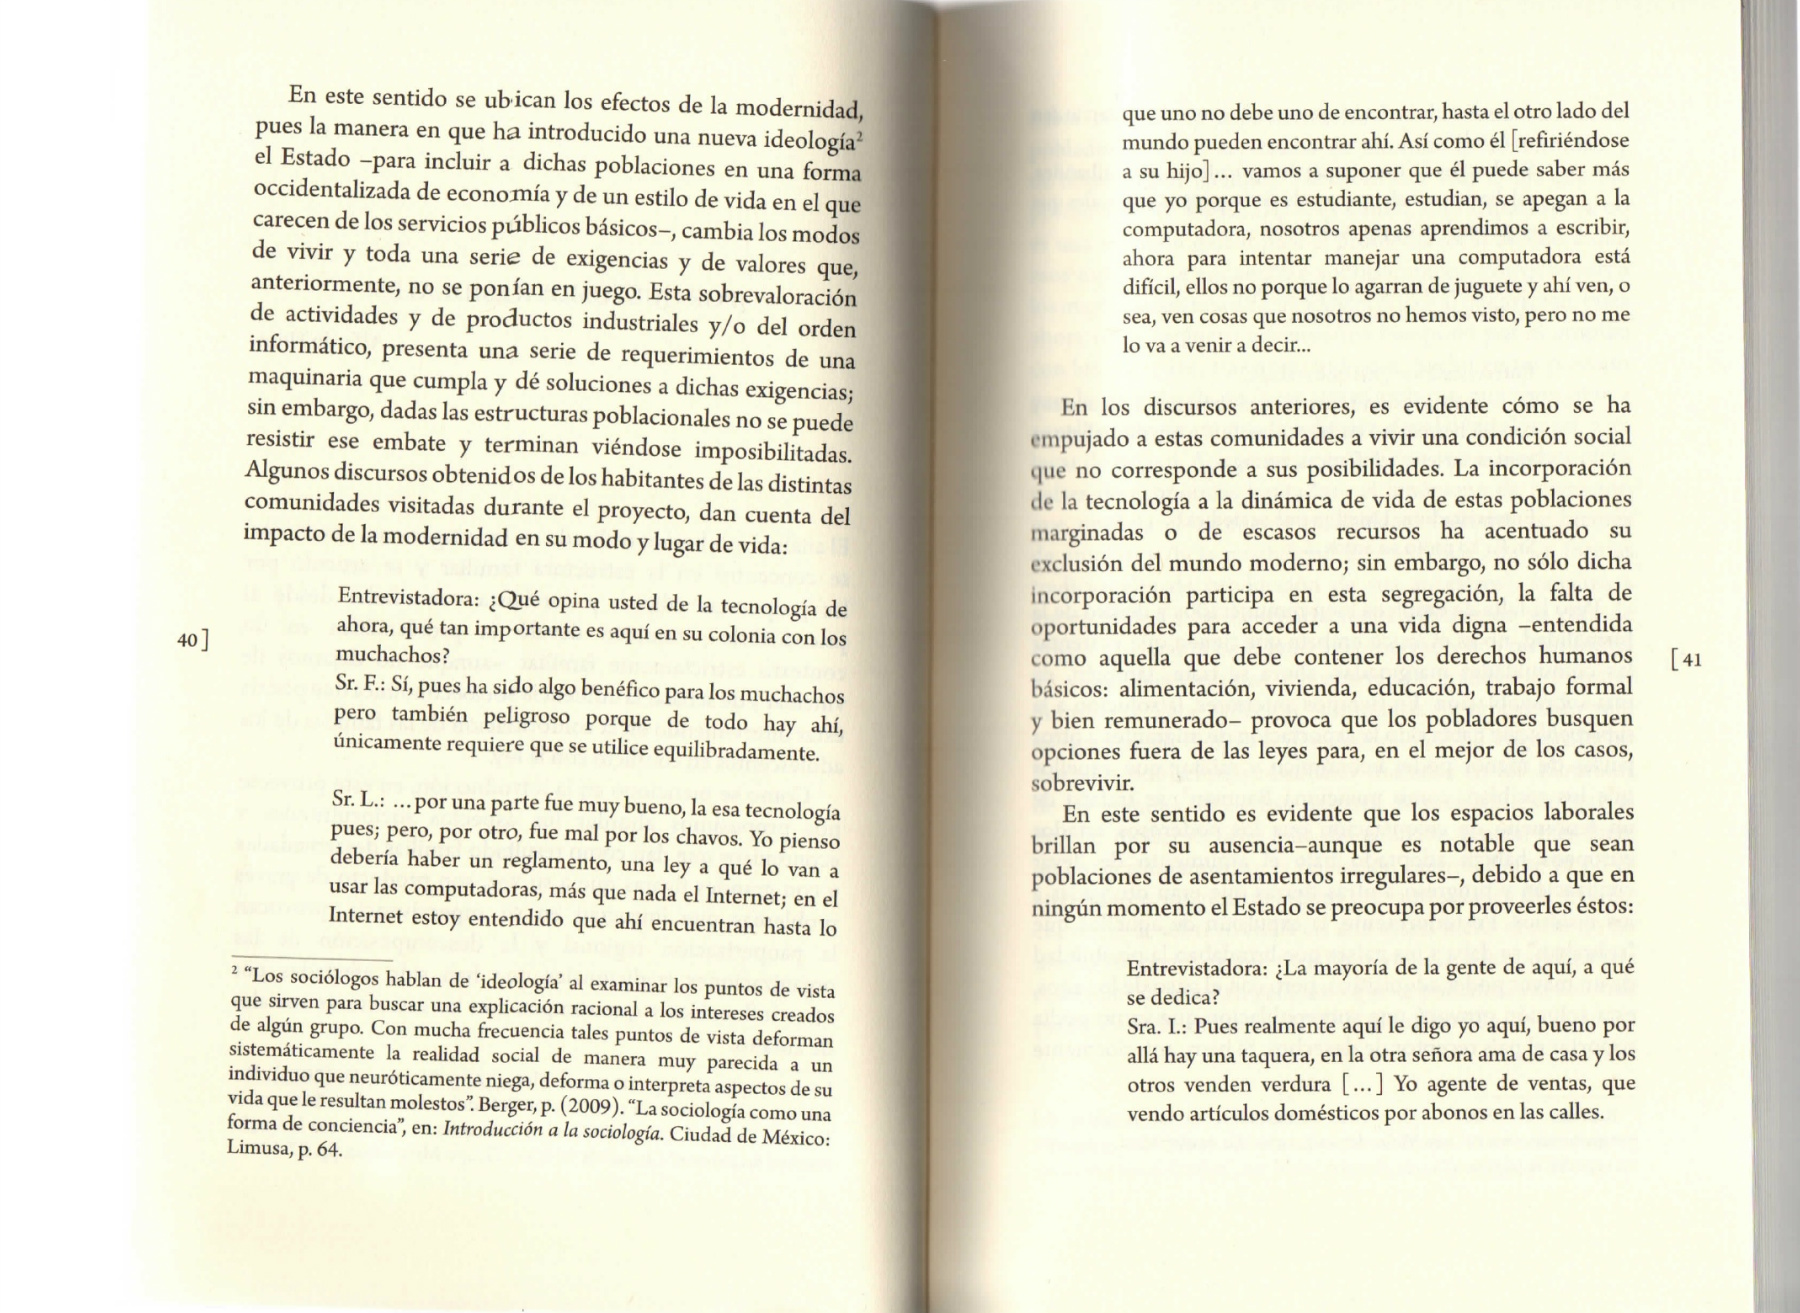 En este sentido se ubican los efectos de la modernidad,
pues la manera en que ha introducido una nueva ideología²
el Estado –para incluir a dichas poblaciones en una forma
occidentalizada de economía y de un estilo de vida en el que
carecen de los servicios públicos básicos–, cambia los modos
de vivir y toda una serie de exigencias y de valores que,
anteriormente, no se ponían en juego. Esta sobrevaloración
de actividades y de productos industriales y/o del orden
informático, presenta una serie de requerimientos de una
maquinaria que cumpla y dé soluciones a dichas exigencias;
sin embargo, dadas las estructuras poblacionales no se puede
resistir ese embate y terminan viéndose imposibilitadas.
Algunos discursos obtenidos de los habitantes de las distintas
comunidades visitadas durante el proyecto, dan cuenta del
impacto de la modernidad en su modo y lugar de vida:
Entrevistadora: ¿Qué opina usted de la tecnología de
ahora, qué tan importante es aquí en su colonia con los
muchachos?
Sr. F.: Sí, pues ha sido algo benéfico para los muchachos
pero también peligroso porque de todo hay ahí,
únicamente requiere que se utilice equilibradamente.
Sr. L.: ...por una parte fue muy bueno, la esa tecnología
pues; pero, por otro, fue mal por los chavos. Yo pienso
debería haber un reglamento, una ley a qué lo van a
usar las computadoras, más que nada el Internet; en el
Internet estoy entendido que ahí encuentran hasta lo
² “Los sociólogos hablan de ‘ideología’ al examinar los puntos de vista
que sirven para buscar una explicación racional a los intereses creados
de algún grupo. Con mucha frecuencia tales puntos de vista deforman
sistemáticamente la realidad social de manera muy parecida a un
individuo que neuróticamente niega, deforma o interpreta aspectos de su
vida que le resultan molestos”. Berger, p. (2009). “La sociología como una
forma de conciencia”, en: Introducción a la sociología. Ciudad de México:
Limusa, p. 64.
40]
que uno no debe uno de encontrar, hasta el otro lado del
mundo pueden encontrar ahí. Así como él [refiriéndose
a su hijo]... vamos a suponer que él puede saber más
que yo porque es estudiante, estudian, se apegan a la
computadora, nosotros apenas aprendimos a escribir,
ahora para intentar manejar una computadora está
difícil, ellos no porque lo agarran de juguete y ahí ven, o
sea, ven cosas que nosotros no hemos visto, pero no me
lo va a venir a decir...
En los discursos anteriores, es evidente cómo se ha
empujado a estas comunidades a vivir una condición social
que no corresponde a sus posibilidades. La incorporación
de la tecnología a la dinámica de vida de estas poblaciones
marginadas o de escasos recursos ha acentuado su
exclusión del mundo moderno; sin embargo, no sólo dicha
incorporación participa en esta segregación, la falta de
oportunidades para acceder a una vida digna –entendida
como aquella que debe contener los derechos humanos
básicos: alimentación, vivienda, educación, trabajo formal
y bien remunerado– provoca que los pobladores busquen
opciones fuera de las leyes para, en el mejor de los casos,
sobrevivir.
En este sentido es evidente que los espacios laborales
brillan por su ausencia–aunque es notable que sean
poblaciones de asentamientos irregulares–, debido a que en
ningún momento el Estado se preocupa por proveerles éstos:
Entrevistadora: ¿La mayoría de la gente de aquí, a qué
se dedica?
Sra. I.: Pues realmente aquí le digo yo aquí, bueno por
allá hay una taquera, en la otra señora ama de casa y los
otros venden verdura [...] Yo agente de ventas, que
vendo artículos domésticos por abonos en las calles.
[41